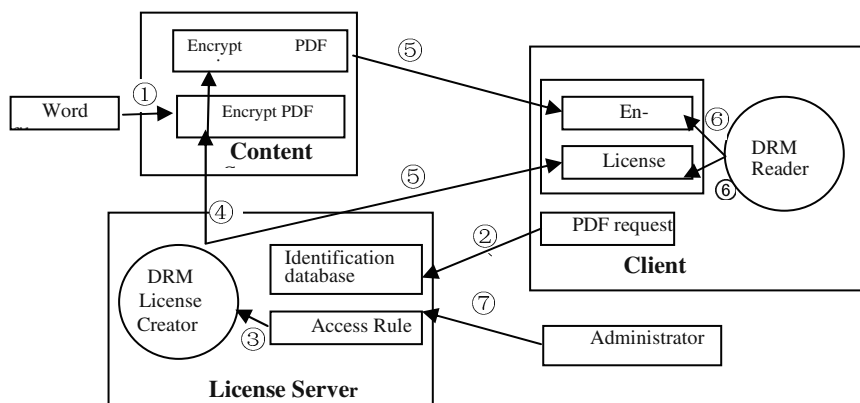 Encrypt PDF
⑤
①
Word
Encrypt PDF
Content
En-
⑥
DRM
Reader
License
⑤
⑥
④
②
PDF request
Client
Identification
database
DRM
License
Creator
⑦
Access Rule
③
Administrator
License Server